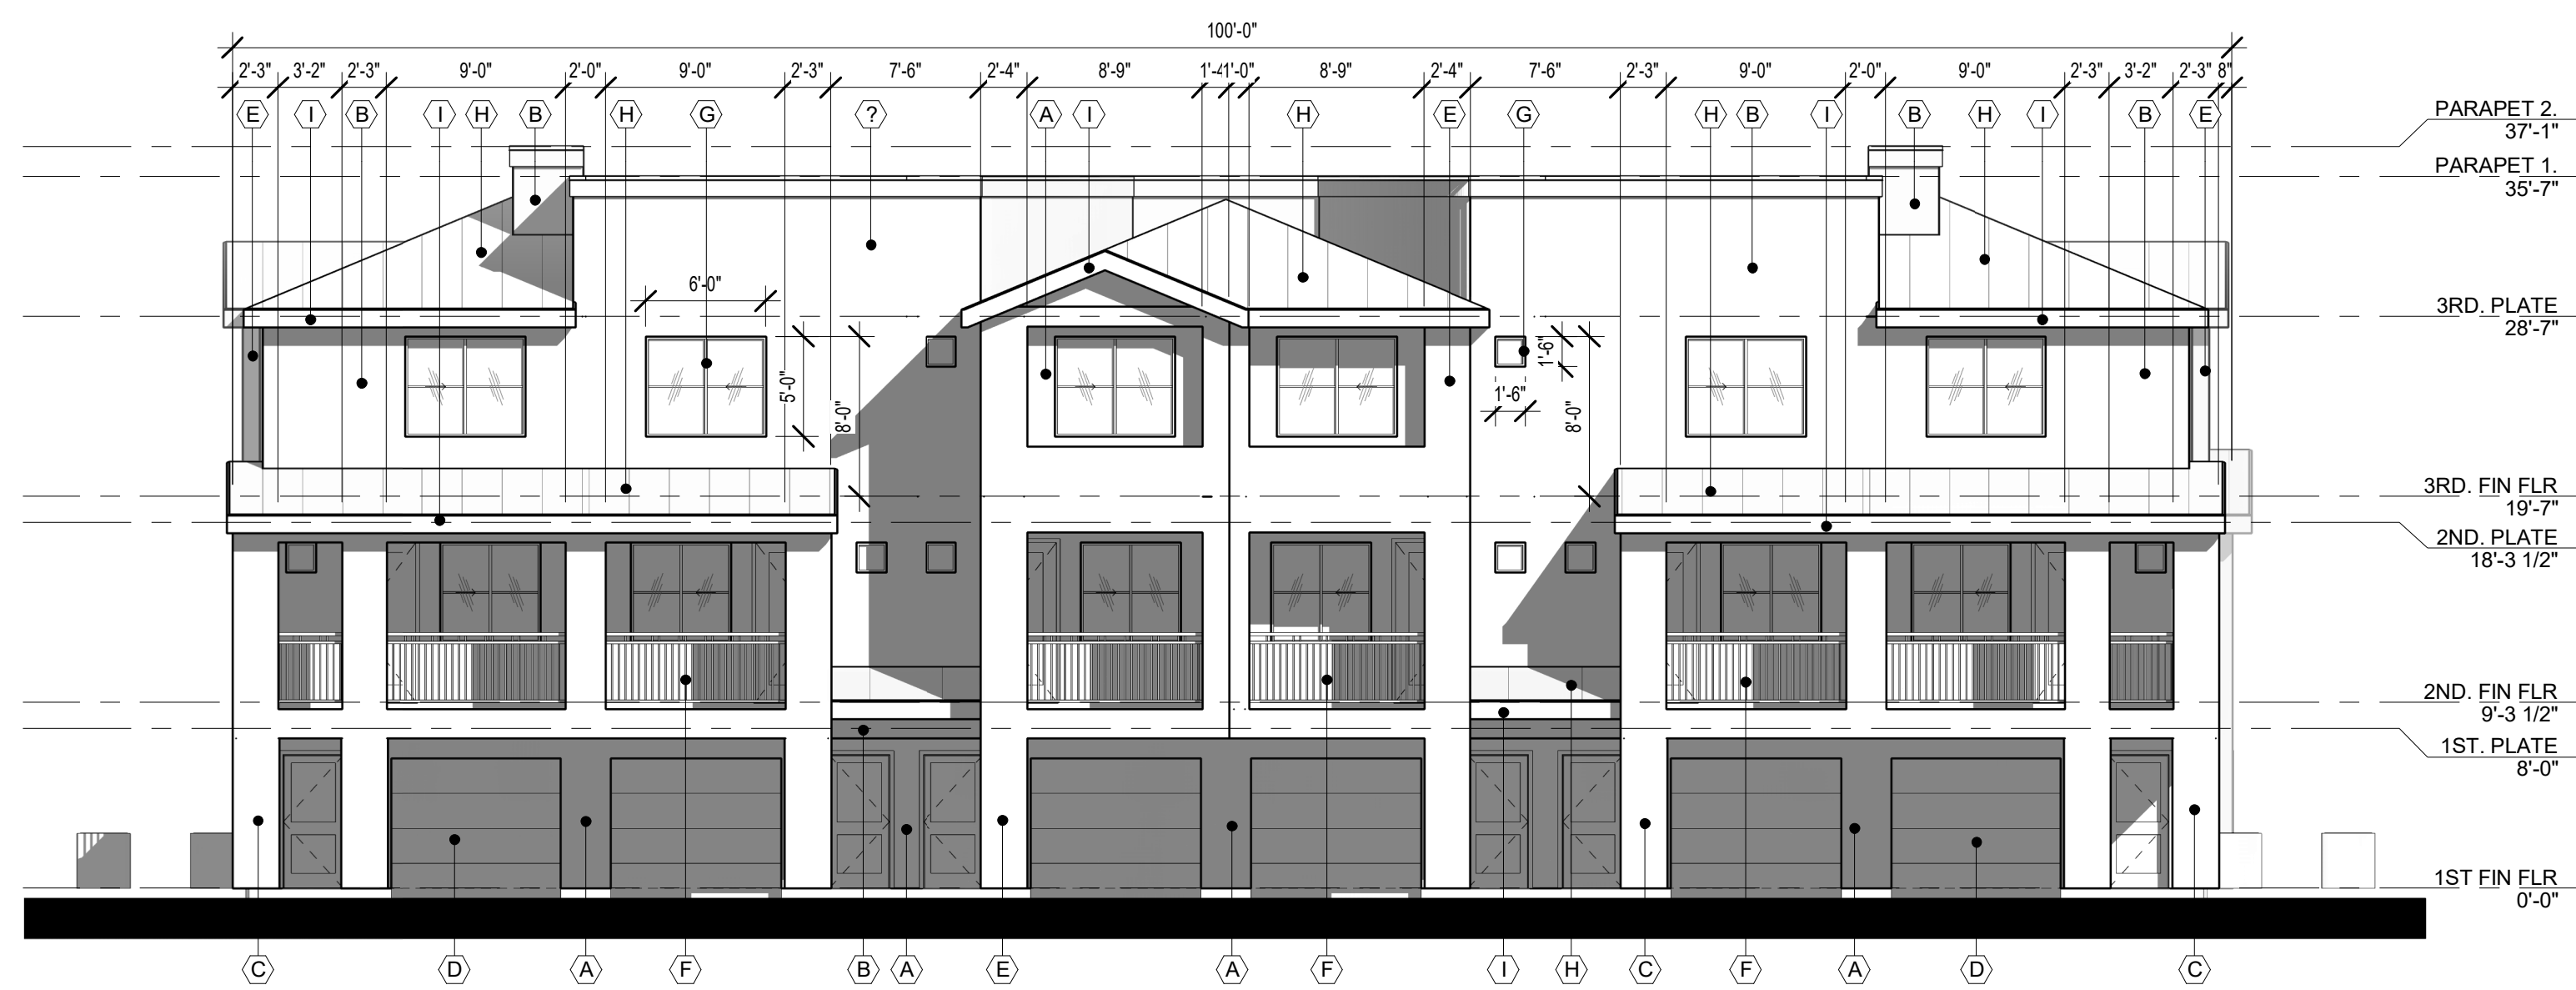 100'-0"
2'-3" 3'-2" 2'-3" 9'-0" 2'-0" 9'-0" 2'-3" 7'-6" 2'-4" 8'-9" 1'-4 1'-0" 8'-9" 2'-4" 7'-6" 2'-3" 9'-0" 2'-0" 9'-0" 2'-3" 3'-2" 2'-3" 8"
E I B I H B H G ? A I H E G H B I B H I B E
PARAPET 2.
37'-1"
PARAPET 1.
35'-7"
6'-0"
3RD. PLATE
28'-7"
5'-0"
8'-0"
1'-6"
1'-6"
8'-0"
3RD. FIN FLR
19'-7"
2ND. PLATE
18'-3 1/2"
2ND. FIN FLR
9'-3 1/2"
1ST. PLATE
8'-0"
1ST FIN FLR
0'-0"
C D A F B A E A F I H C F A D C